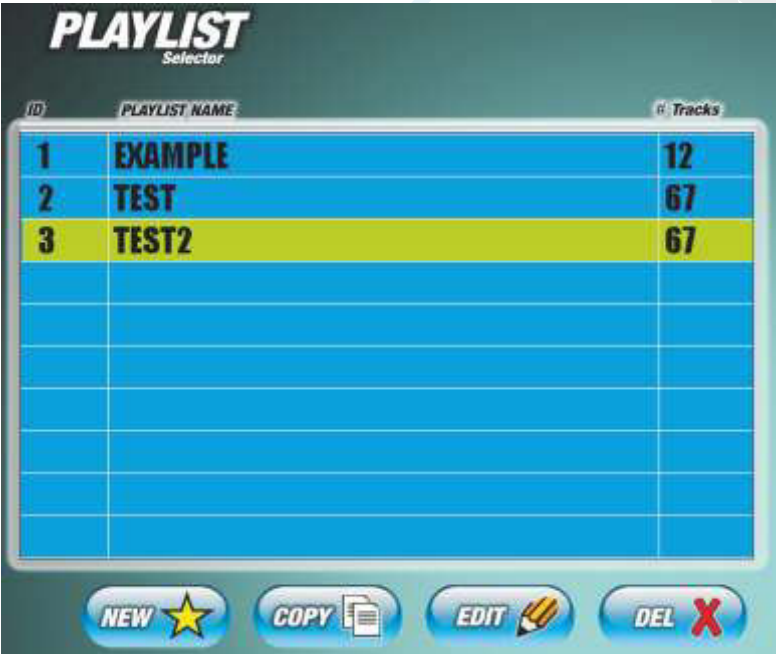 PLAYLIST
Selector
ID PLAYLIST NAME # Tracks
1 EXAMPLE 12
2 TEST 67
3 TEST2 67
NEW COPY EDIT DEL